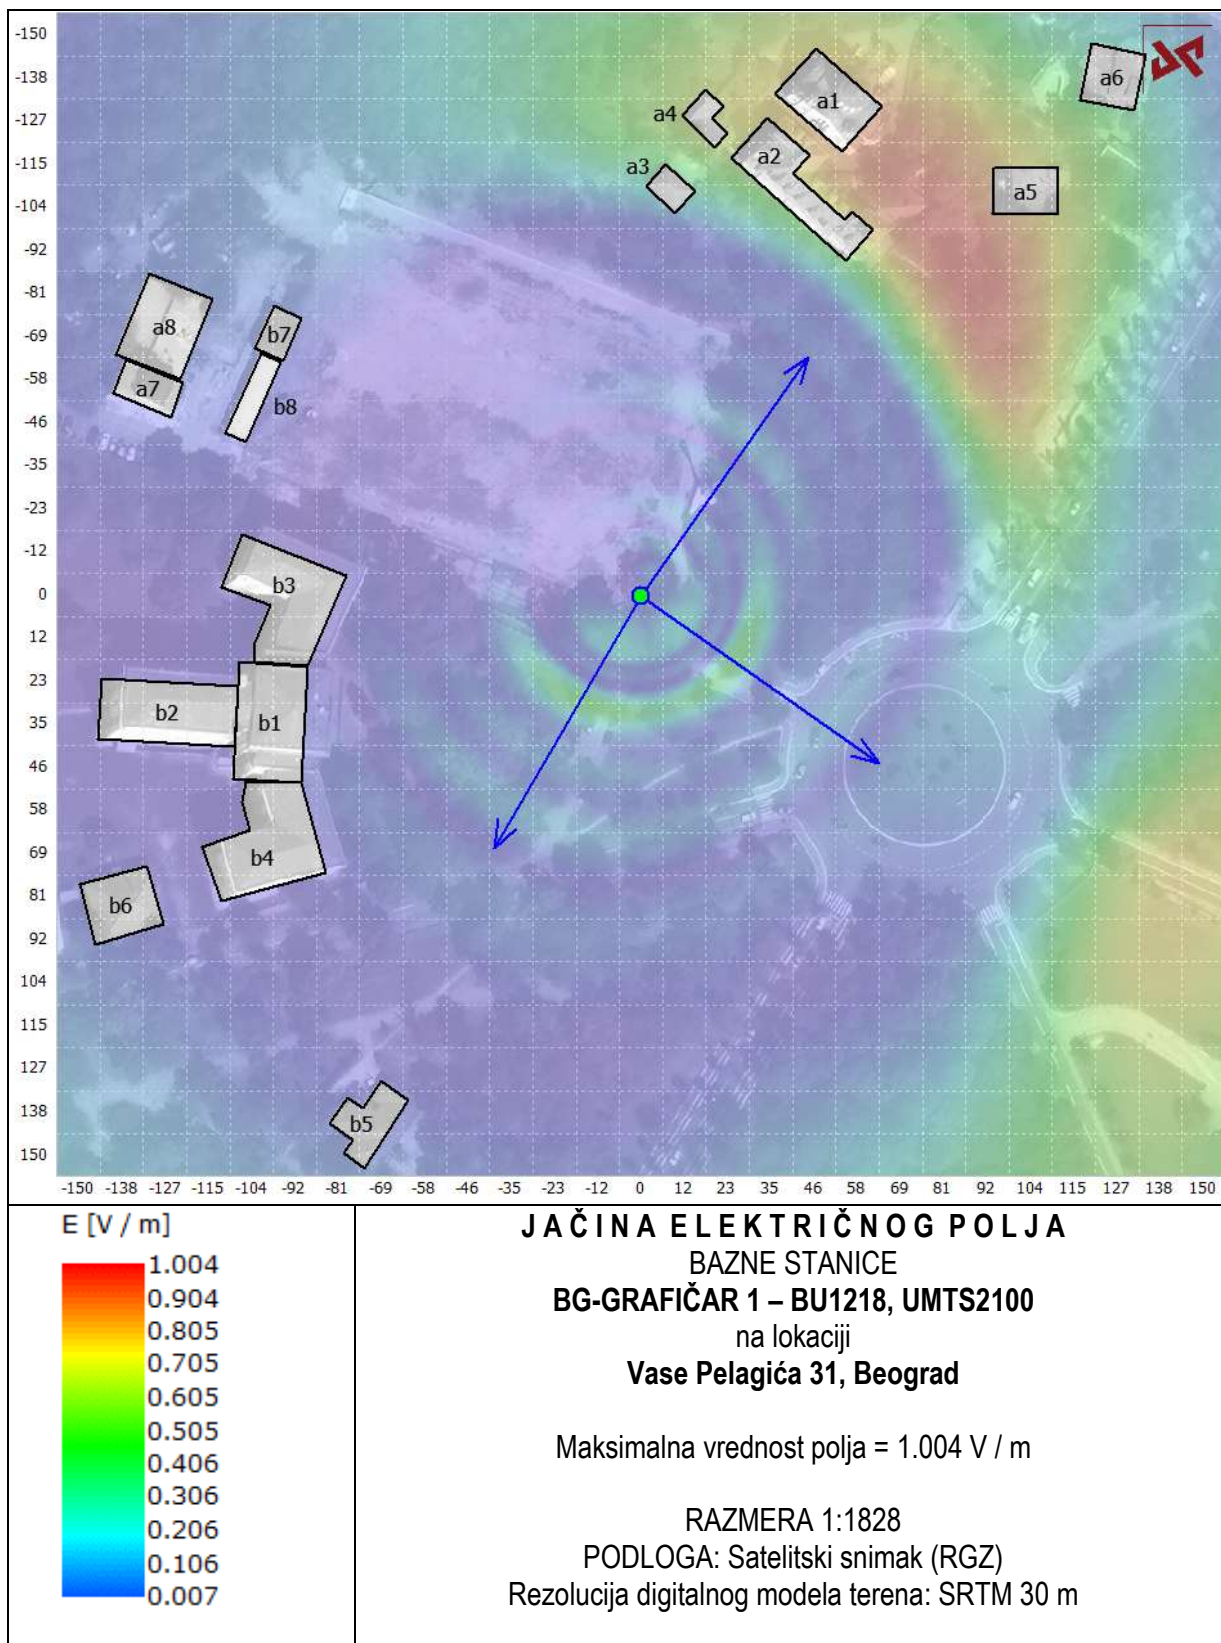 -150
-138
-127
-115
-104
-92
-81
-69
-58
-46
-35
-23
-12
0
12
23
35
46
58
69
81
92
104
115
127
138
150
a1
a2
a3
a4
a5
a6
a7
a8
b1
b2
b3
b4
b5
b6
b7
b8
-150 -138 -127 -115 -104 -92 -81 -69 -58 -46 -35 -23 -12 0 12 23 35 46 58 69 81 92 104 115 127 138 150
E [V / m]
1.004
0.904
0.805
0.705
0.605
0.505
0.406
0.306
0.206
0.106
0.007
JAČINA ELEKTRIČNOG POLJA
BAZNE STANICE
BG-GRAFIČAR 1 – BU1218, UMTS2100
na lokaciji
Vase Pelagića 31, Beograd
Maksimalna vrednost polja = 1.004 V / m
RAZMERA 1:1828
PODLOGA: Satelitski snimak (RGZ)
Rezolucija digitalnog modela terena: SRTM 30 m